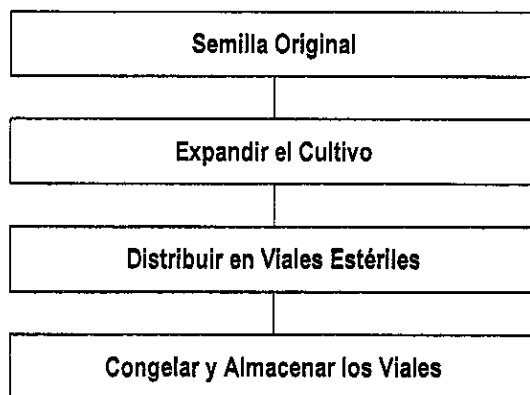 Semilla Original
Expandir el Cultivo
Distribuir en Viales Estériles
Congelar y Almacenar los Viales